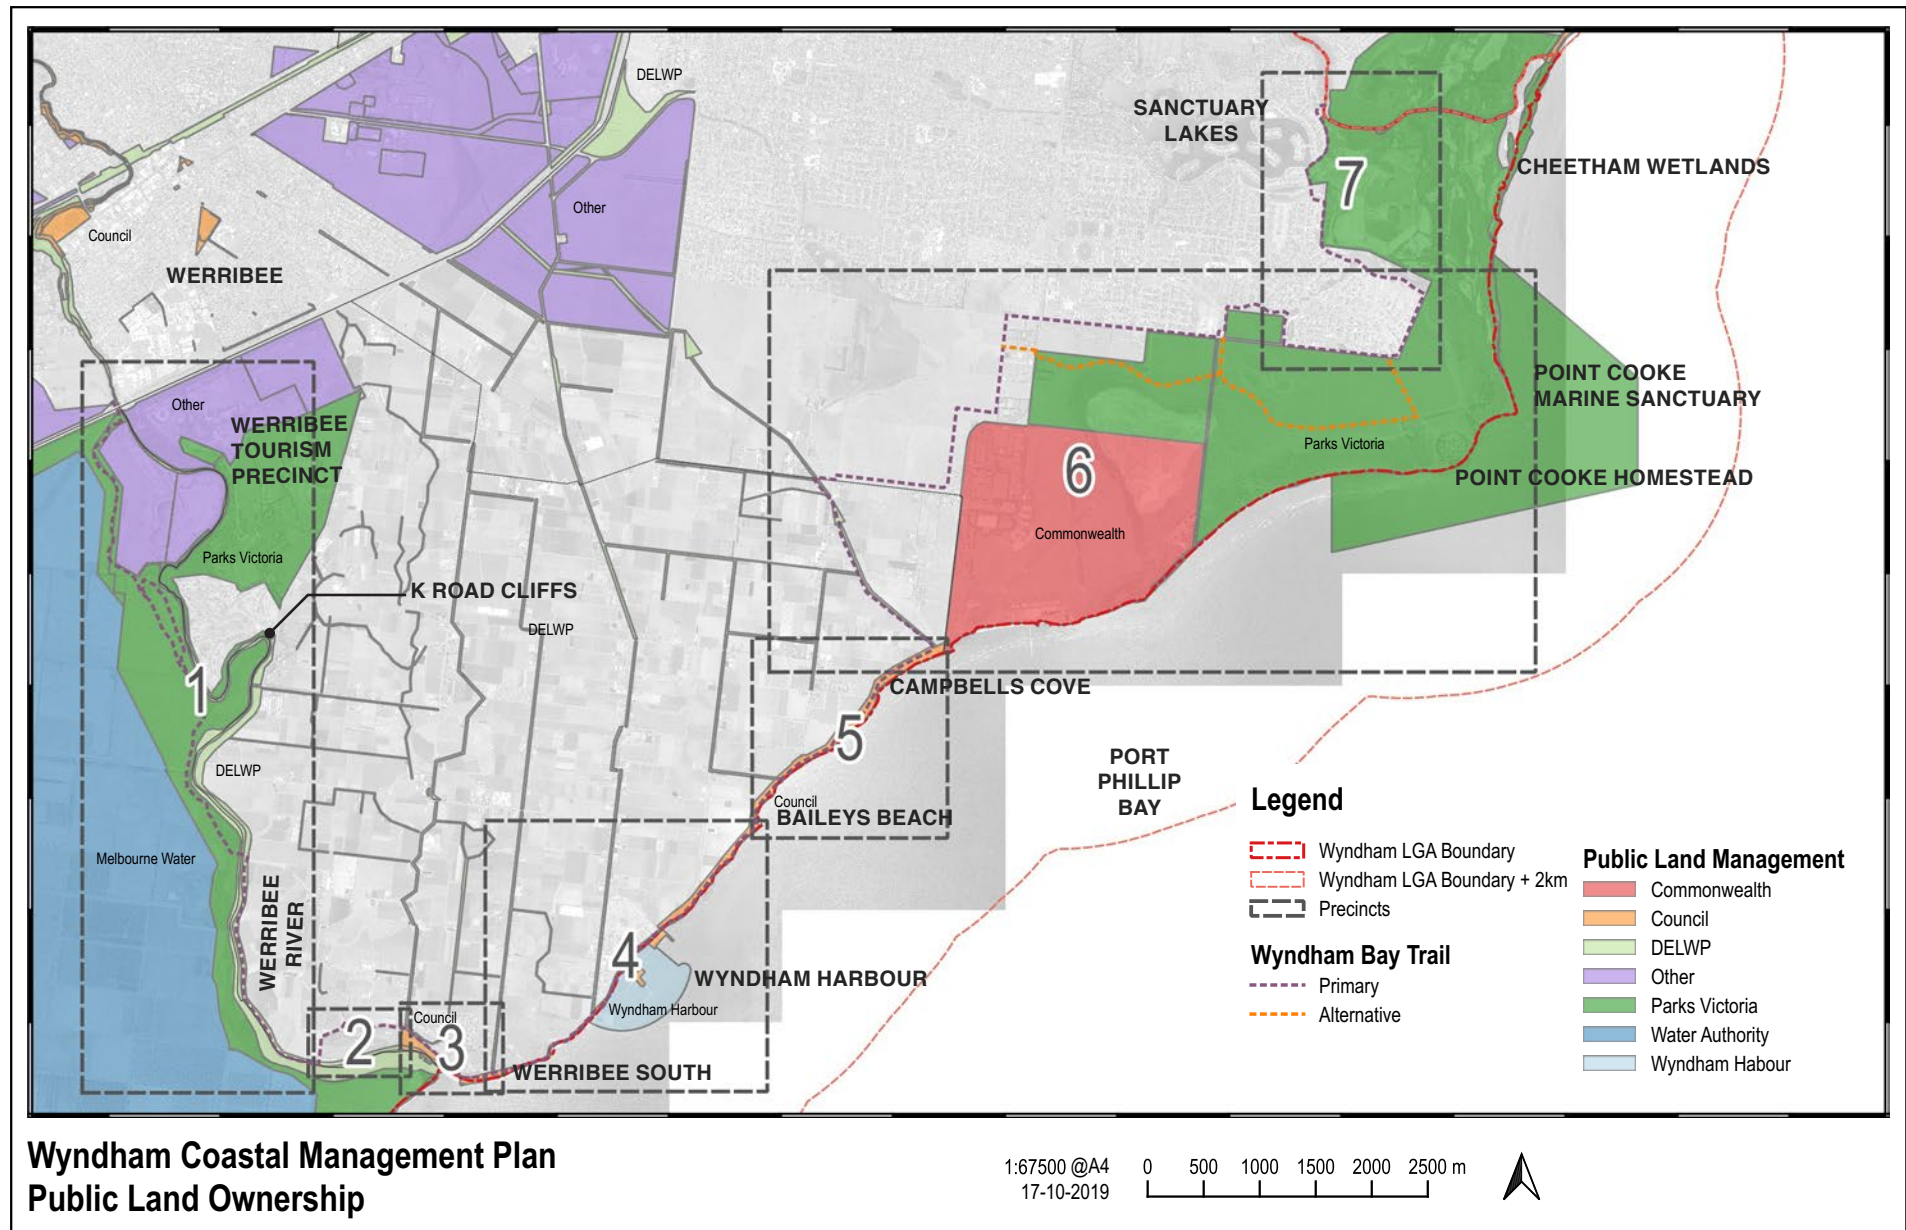 DELWP
SANCTUARY
LAKES
CHEETHAM WETLANDS
7
Other
Council
WERRIBEE
POINT COOKE
MARINE SANCTUARY
Other
WERRIBEE
TOURISM
PRECINCT
Parks Victoria
POINT COOKE HOMESTEAD
6
Commonwealth
Parks Victoria
K ROAD CLIFFS
DELWP
1
CAMPBELLS COVE
5
DELWP
PORT
PHILLIP
BAY
Council
BAILEYS BEACH
Melbourne Water
WERRIBEE
RIVER
4
WYNDHAM HARBOUR
Wyndham Harbour
Council
2
3
WERRIBEE SOUTH
Legend
Wyndham LGA Boundary
Wyndham LGA Boundary + 2km
Precincts
Wyndham Bay Trail
Primary
Alternative
Public Land Management
Commonwealth
Council
DELWP
Other
Parks Victoria
Water Authority
Wyndham Habour
Wyndham Coastal Management Plan
Public Land Ownership
1:67500 @A4
17-10-2019
0 500 1000 1500 2000 2500 m